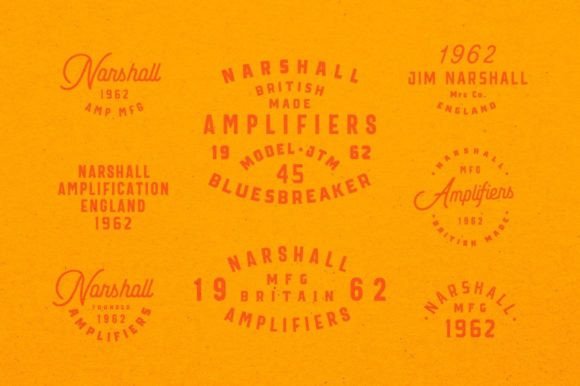 Narshall
1962
AMP MFG
NARSHALL
BRITISH
MADE
AMPLIFIERS
19 MODEL·JTM 62
45
BLUESBREAKER
1962
JIM NARSHALL
Mre Co.
ENGLAND
NARSHALL
AMPLIFICATION
ENGLAND
1962
NARSHALL
MFG
Amplifiers
1962
BRITISH MADE
Narshall
FOUNDED
1962
AMPLIFIERS
NARSHALL
MFG
19 BRITAIN 62
AMPLIFIERS
NARSHALL
MFG
1962